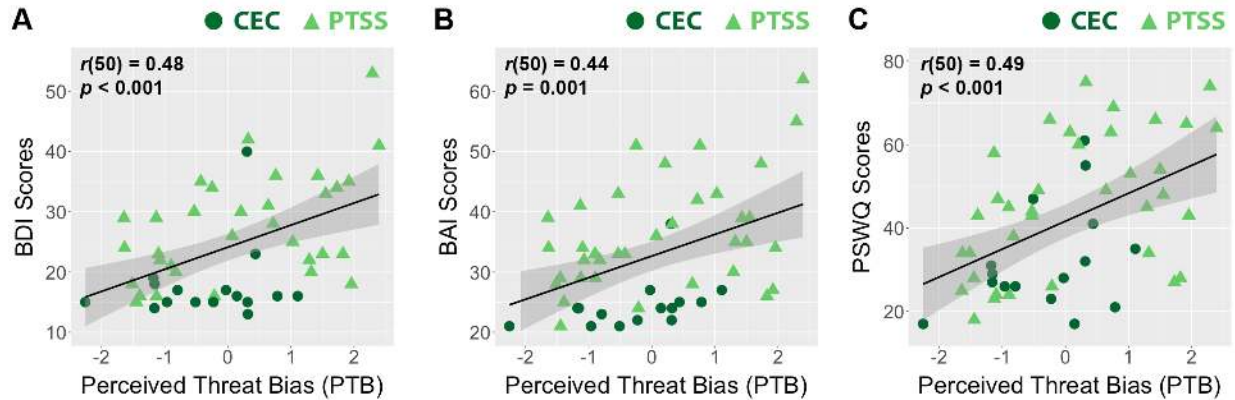 A
CEC PTSS
r(50) = 0.48
p < 0.001
BDI Scores
50
40
30
20
10
-2 -1 0 1 2
Perceived Threat Bias (PTB)
B
CEC PTSS
r(50) = 0.44
p = 0.001
BAI Scores
60
50
40
30
20
-2 -1 0 1 2
Perceived Threat Bias (PTB)
C
CEC PTSS
r(50) = 0.49
p < 0.001
PSWQ Scores
80
60
40
20
-2 -1 0 1 2
Perceived Threat Bias (PTB)